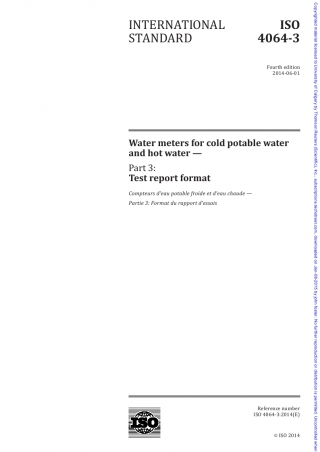 INTERNATIONAL STANDARD
ISO 4064-3
Fourth edition
2014-06-01
Water meters for cold potable water
and hot water —
Part 3:
Test report format
Compteurs d'eau potable froide et d'eau chaude —
Partie 3: Format du rapport d'essais
ISO
Reference number
ISO 4064-3:2014(E)
© ISO 2014